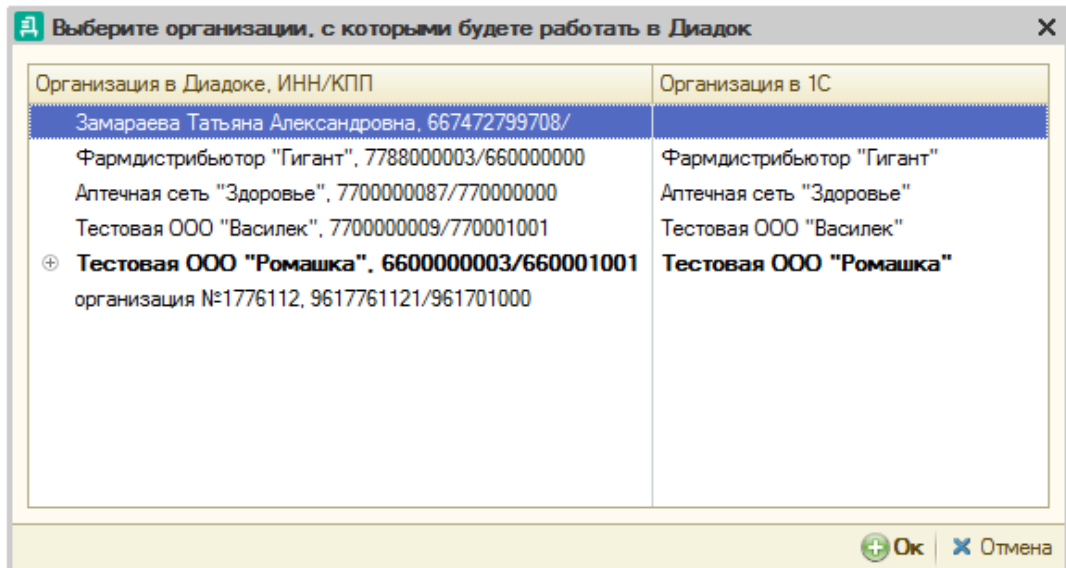 Выберите организации, с которыми будете работать в Диадок
Организация в Диадоке, ИНН/КПП Организация в 1С
Замараева Татьяна Александровна, 667472799708/
Фармдистрибьютор "Гигант", 7788000003/660000000 Фармдистрибьютор "Гигант"
Аптечная сеть "Здоровье", 7700000087/770000000 Аптечная сеть "Здоровье"
Тестовая ООО "Василек", 7700000009/770001001 Тестовая ООО "Василек"
Тестовая ООО "Ромашка", 6600000003/660001001 Тестовая ООО "Ромашка"
организация №1776112, 9617761121/961701000
Ок Отмена